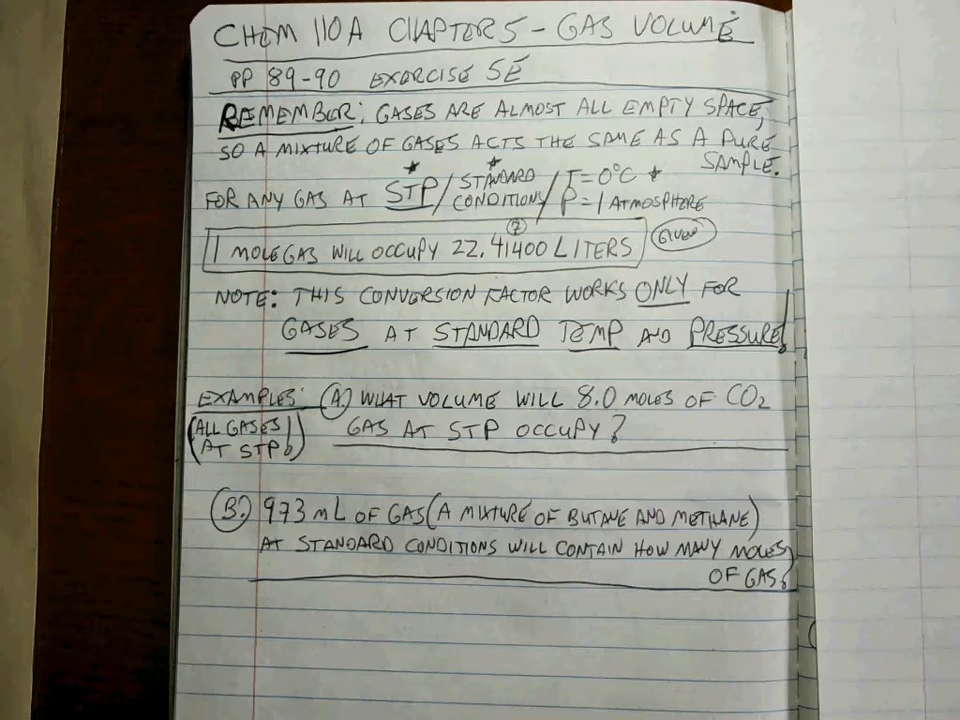 CHEM 110A CHAPTER 5 - GAS VOLUME
PP 89-90 EXERCISE 5E
REMEMBER: GASES ARE ALMOST ALL EMPTY SPACE,
SO A MIXTURE OF GASES ACTS THE SAME AS A PURE
SAMPLE.
FOR ANY GAS AT STP / STANDARD CONDITIONS / T = 0°C
P = 1 ATMOSPHERE
1 MOLE GAS WILL OCCUPY 22.41400 LITERS (7) GIVEN
NOTE: THIS CONVERSION FACTOR WORKS ONLY FOR
GASES AT STANDARD TEMP AND PRESSURE!
EXAMPLES: (A.) WHAT VOLUME WILL 8.0 MOLES OF CO2
(ALL GASES GAS AT STP OCCUPY?
AT STP!)
(B.) 973 mL OF GAS (A MIXTURE OF BUTANE AND METHANE)
AT STANDARD CONDITIONS WILL CONTAIN HOW MANY MOLES
OF GAS?